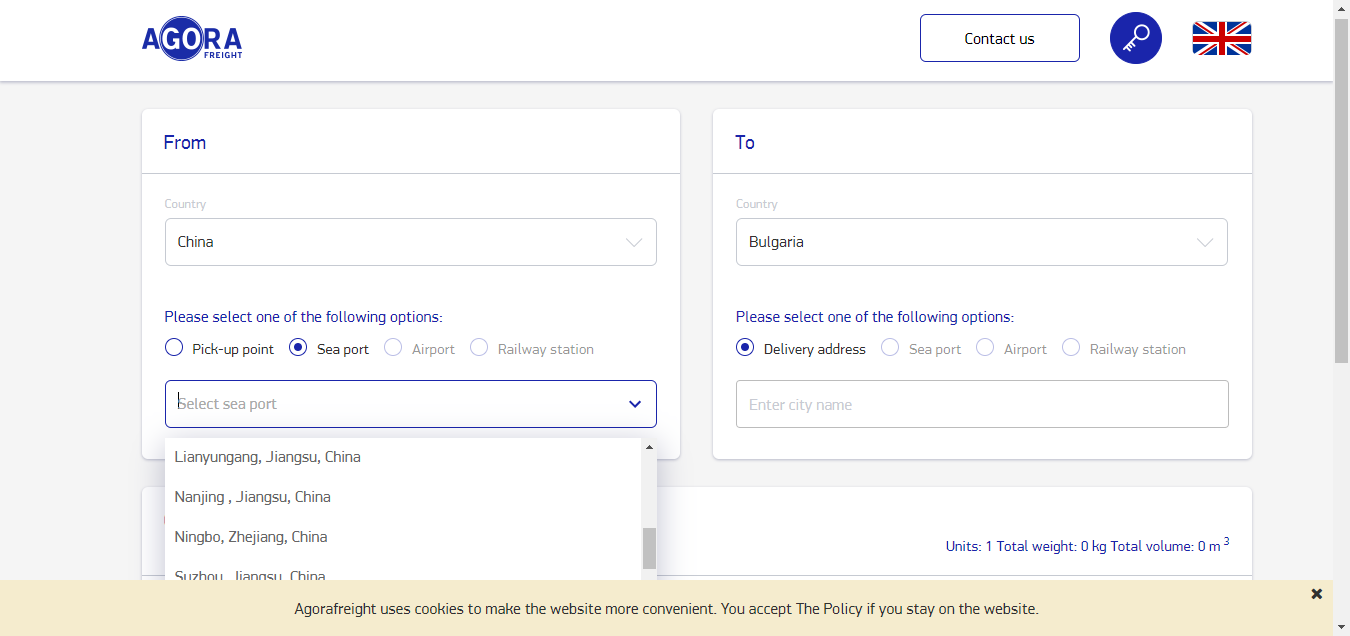 AGORA
FREIGHT
Contact us
From
Country
China
Please select one of the following options:
Pick-up point Sea port Airport Railway station
Select sea port
Lianyungang, Jiangsu, China
Nanjing , Jiangsu, China
Ningbo, Zhejiang, China
Suzhou, Jiangsu, China
To
Country
Bulgaria
Please select one of the following options:
Delivery address Sea port Airport Railway station
Enter city name
Units: 1 Total weight: 0 kg Total volume: 0 m 3
Agorafreight uses cookies to make the website more convenient. You accept The Policy if you stay on the website.